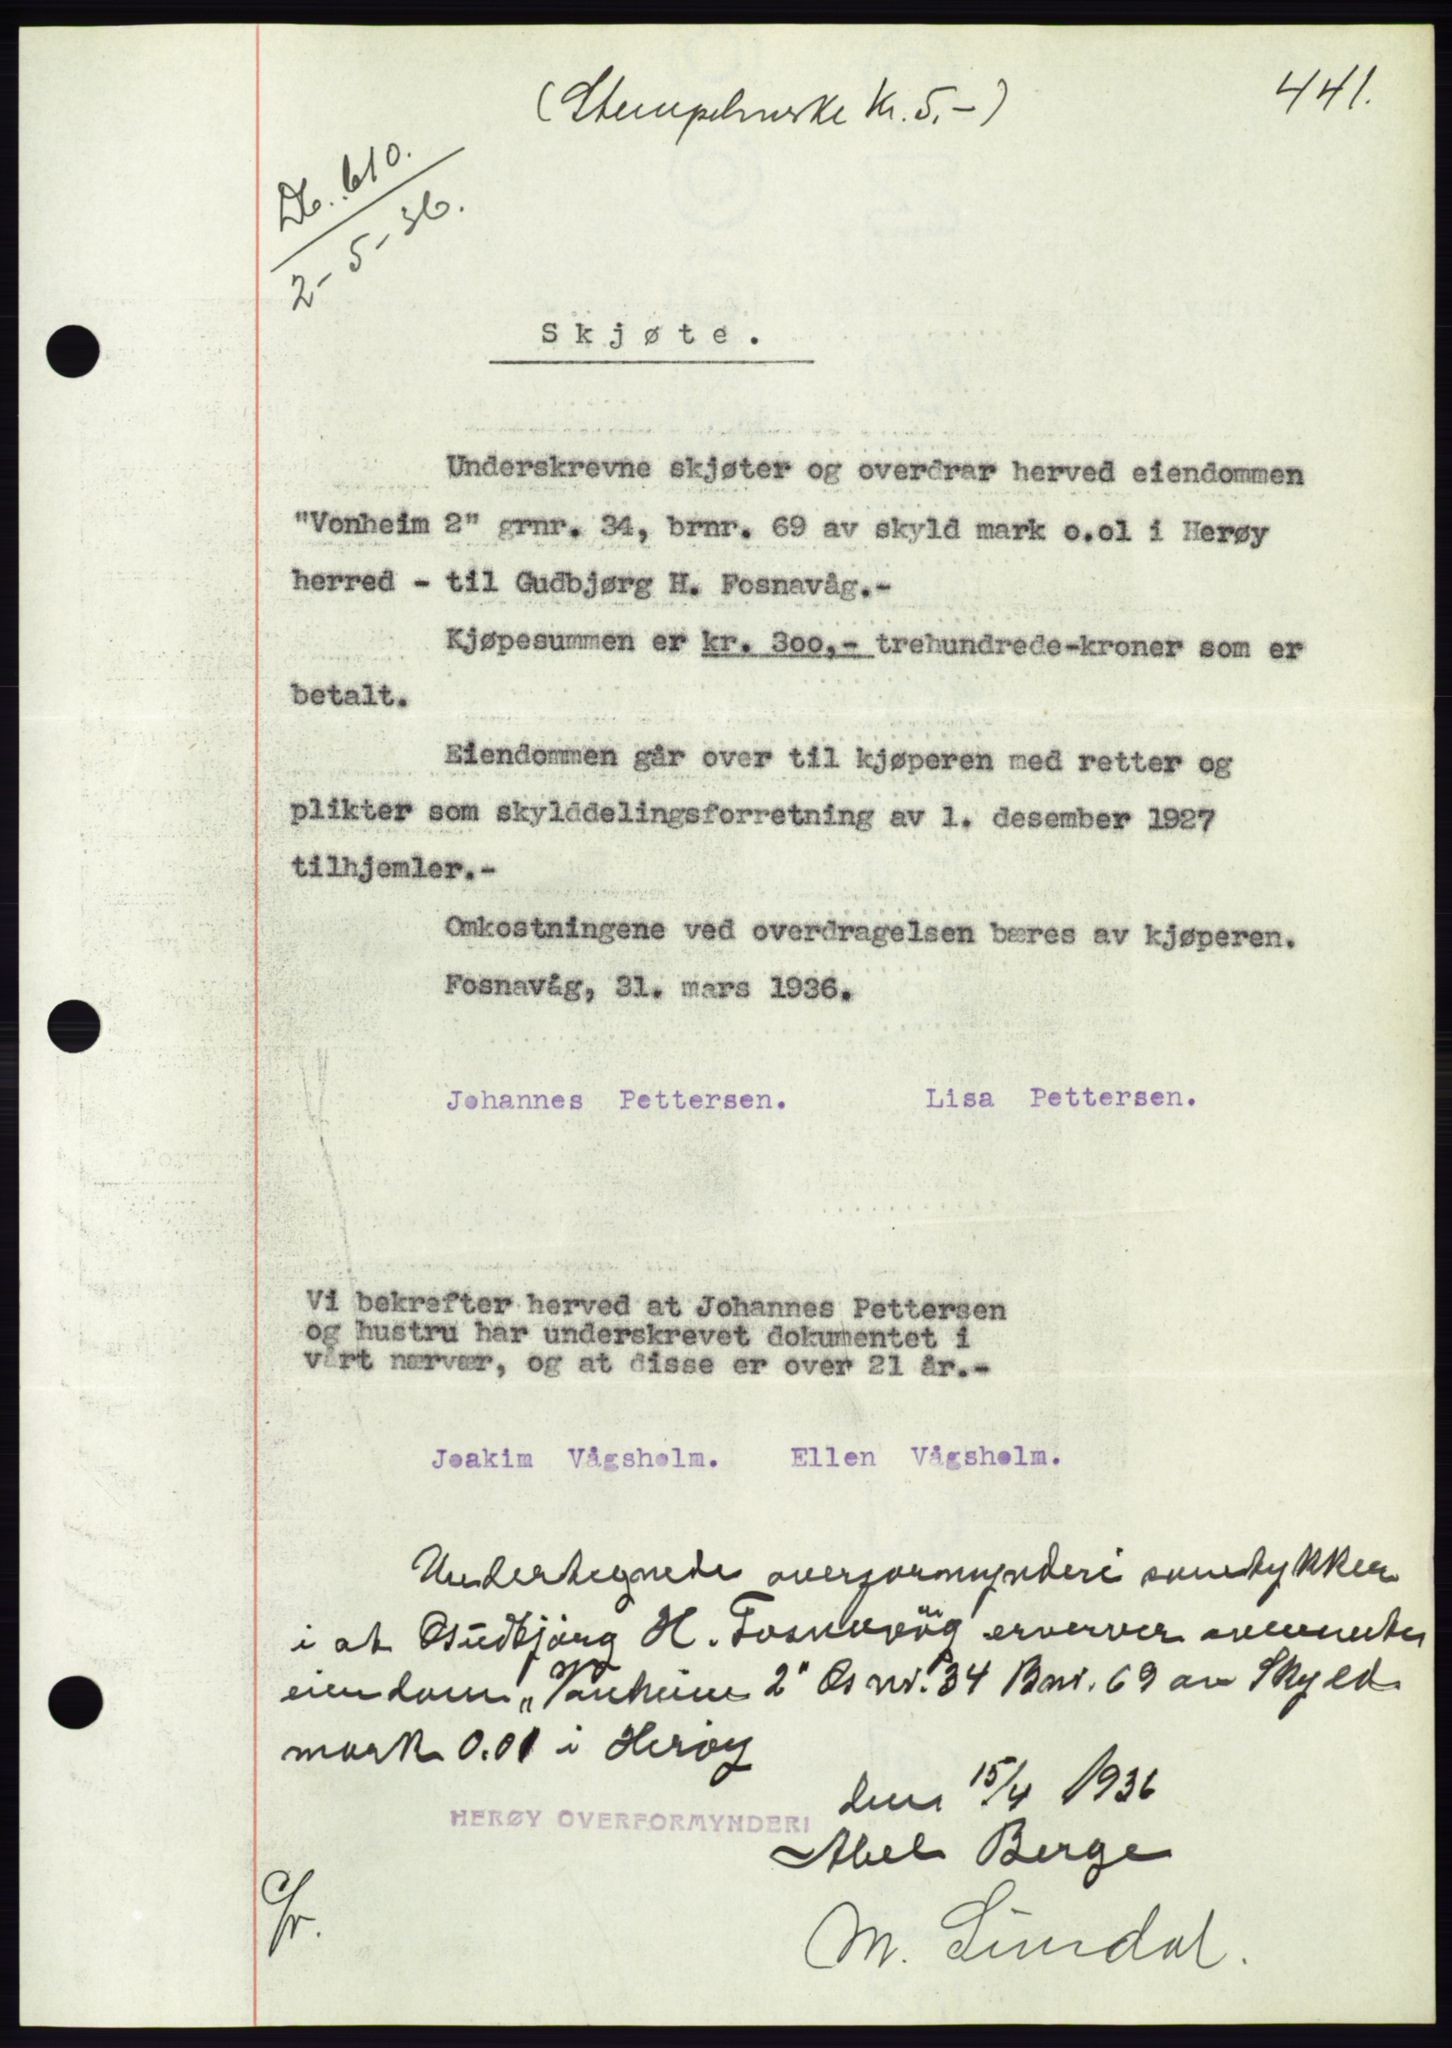 441.
(Stempelmerke kr. 5.-)
Db. 610.
2-5-36.
Skjøte.
Underskrevne skjøter og overdrar herved eiendommen
"Vonheim 2" grnr. 34, brnr. 69 av skyld mark o.ol i Herøy
herred - til Gudbjørg H. Fosnavåg.-
Kjøpesummen er kr. 3oo,- trehundrede-kroner som er
betalt.
Eiendommen går over til kjøperen med retter og
plikter som skylddelingsforretning av 1. desember 1927
tilhjemler.-
Omkostningene ved overdragelsen bæres av kjøperen.
Fosnavåg, 31. mars 1936.
Johannes Pettersen. Lisa Pettersen.
Vi bekrefter herved at Johannes Pettersen
og hustru har underskrevet dokumentet i
vårt nærvær, og at disse er over 21 år.-
Joakim Vågsholm. Ellen Vågsholm.
Undertegnede overformynderi samtykker
i at Gudbjørg H. Fosnavåg erverver ovennevnte
eiendom „Vonheim 2" Gnr. 34 Bnr. 69 av Skyld
mark 0.01 i Herøy
den 15/4 1936
HERØY OVERFORMYNDERI
Abel Berge
M. Sundal.